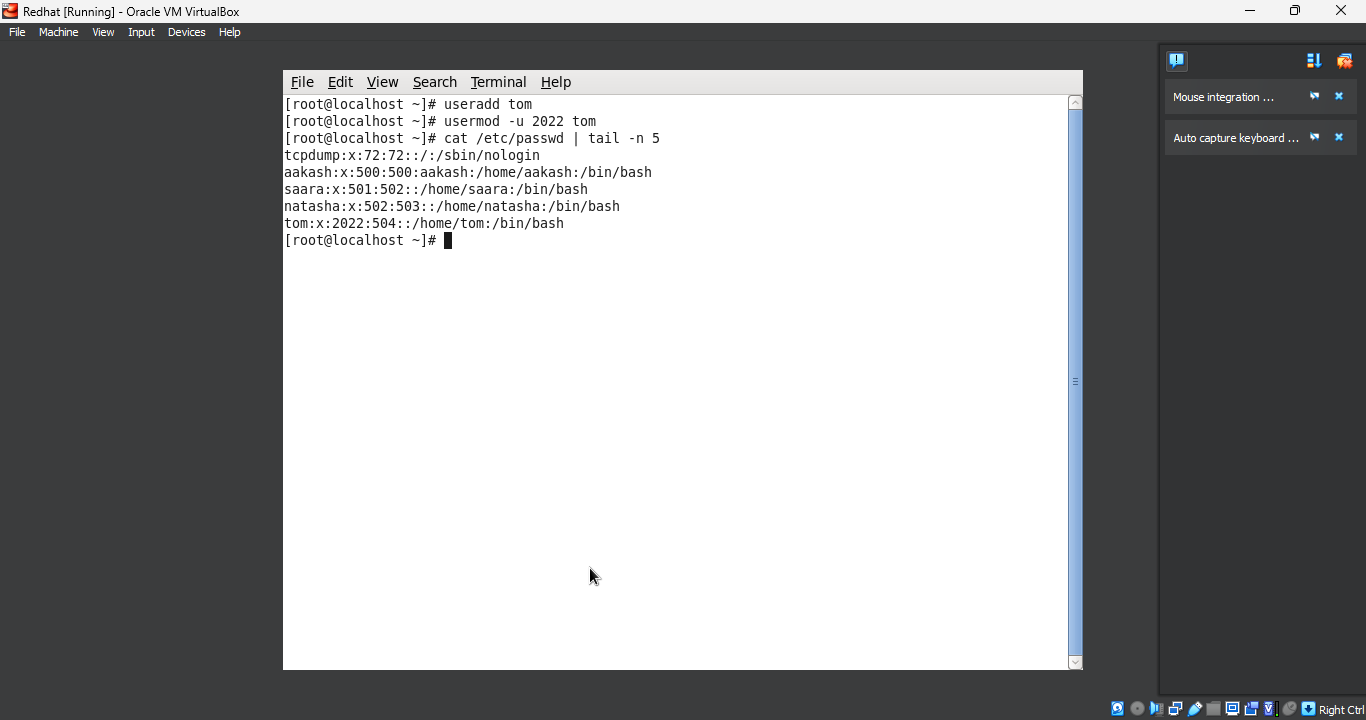 Redhat [Running] - Oracle VM VirtualBox
File Machine View Input Devices Help
File Edit View Search Terminal Help
[root@localhost ~]# useradd tom
[root@localhost ~]# usermod -u 2022 tom
[root@localhost ~]# cat /etc/passwd | tail -n 5
tcpdump:x:72:72::/:/sbin/nologin
aakash:x:500:500:aakash:/home/aakash:/bin/bash
saara:x:501:502::/home/saara:/bin/bash
natasha:x:502:503::/home/natasha:/bin/bash
tom:x:2022:504::/home/tom:/bin/bash
[root@localhost ~]#
Mouse integration ...
Auto capture keyboard ...
Right Ctrl